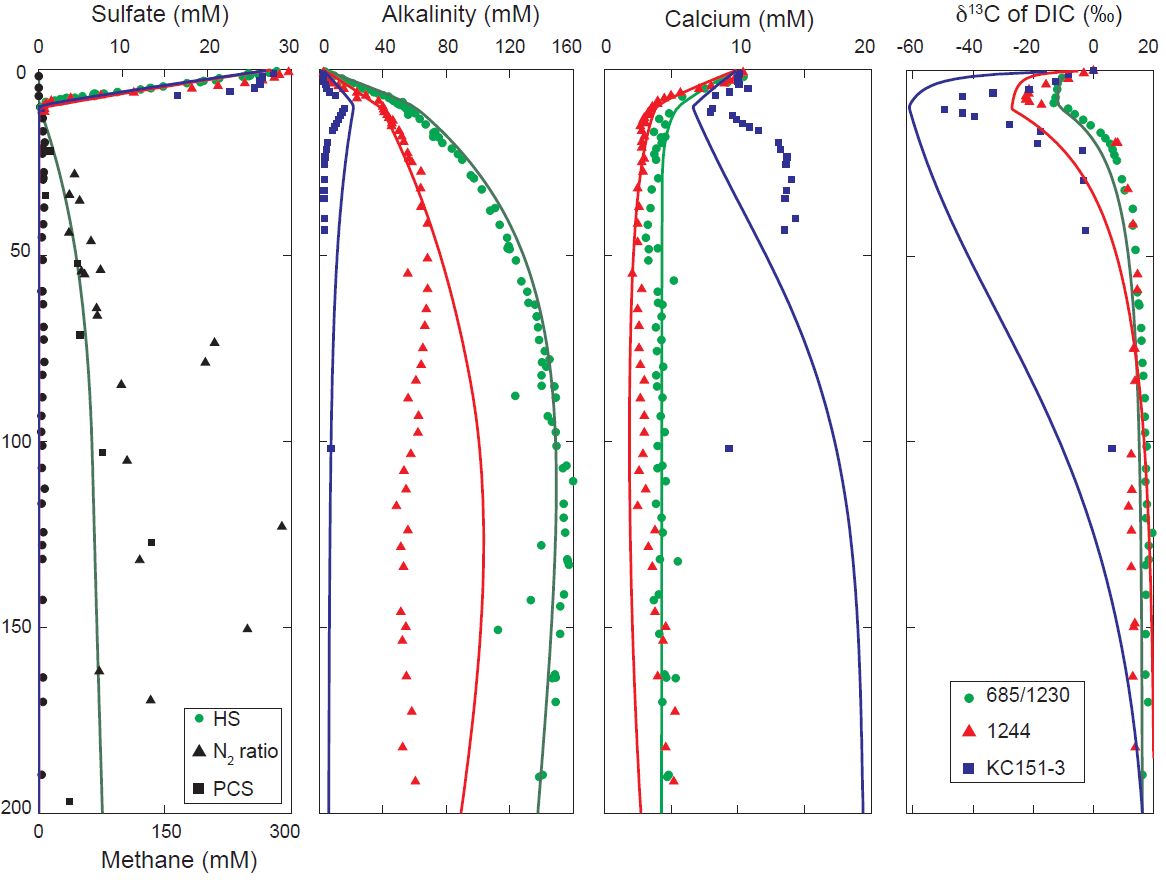 Sulfate (mM)
Alkalinity (mM)
Calcium (mM)
δ¹³C of DIC (‰)
0 10 20 30
0 40 80 120 160
0 10 20
-60 -40 0 20
0
50
100
150
200
HS
N₂ ratio
PCS
685/1230
1244
KC151-3
0 150 300
Methane (mM)